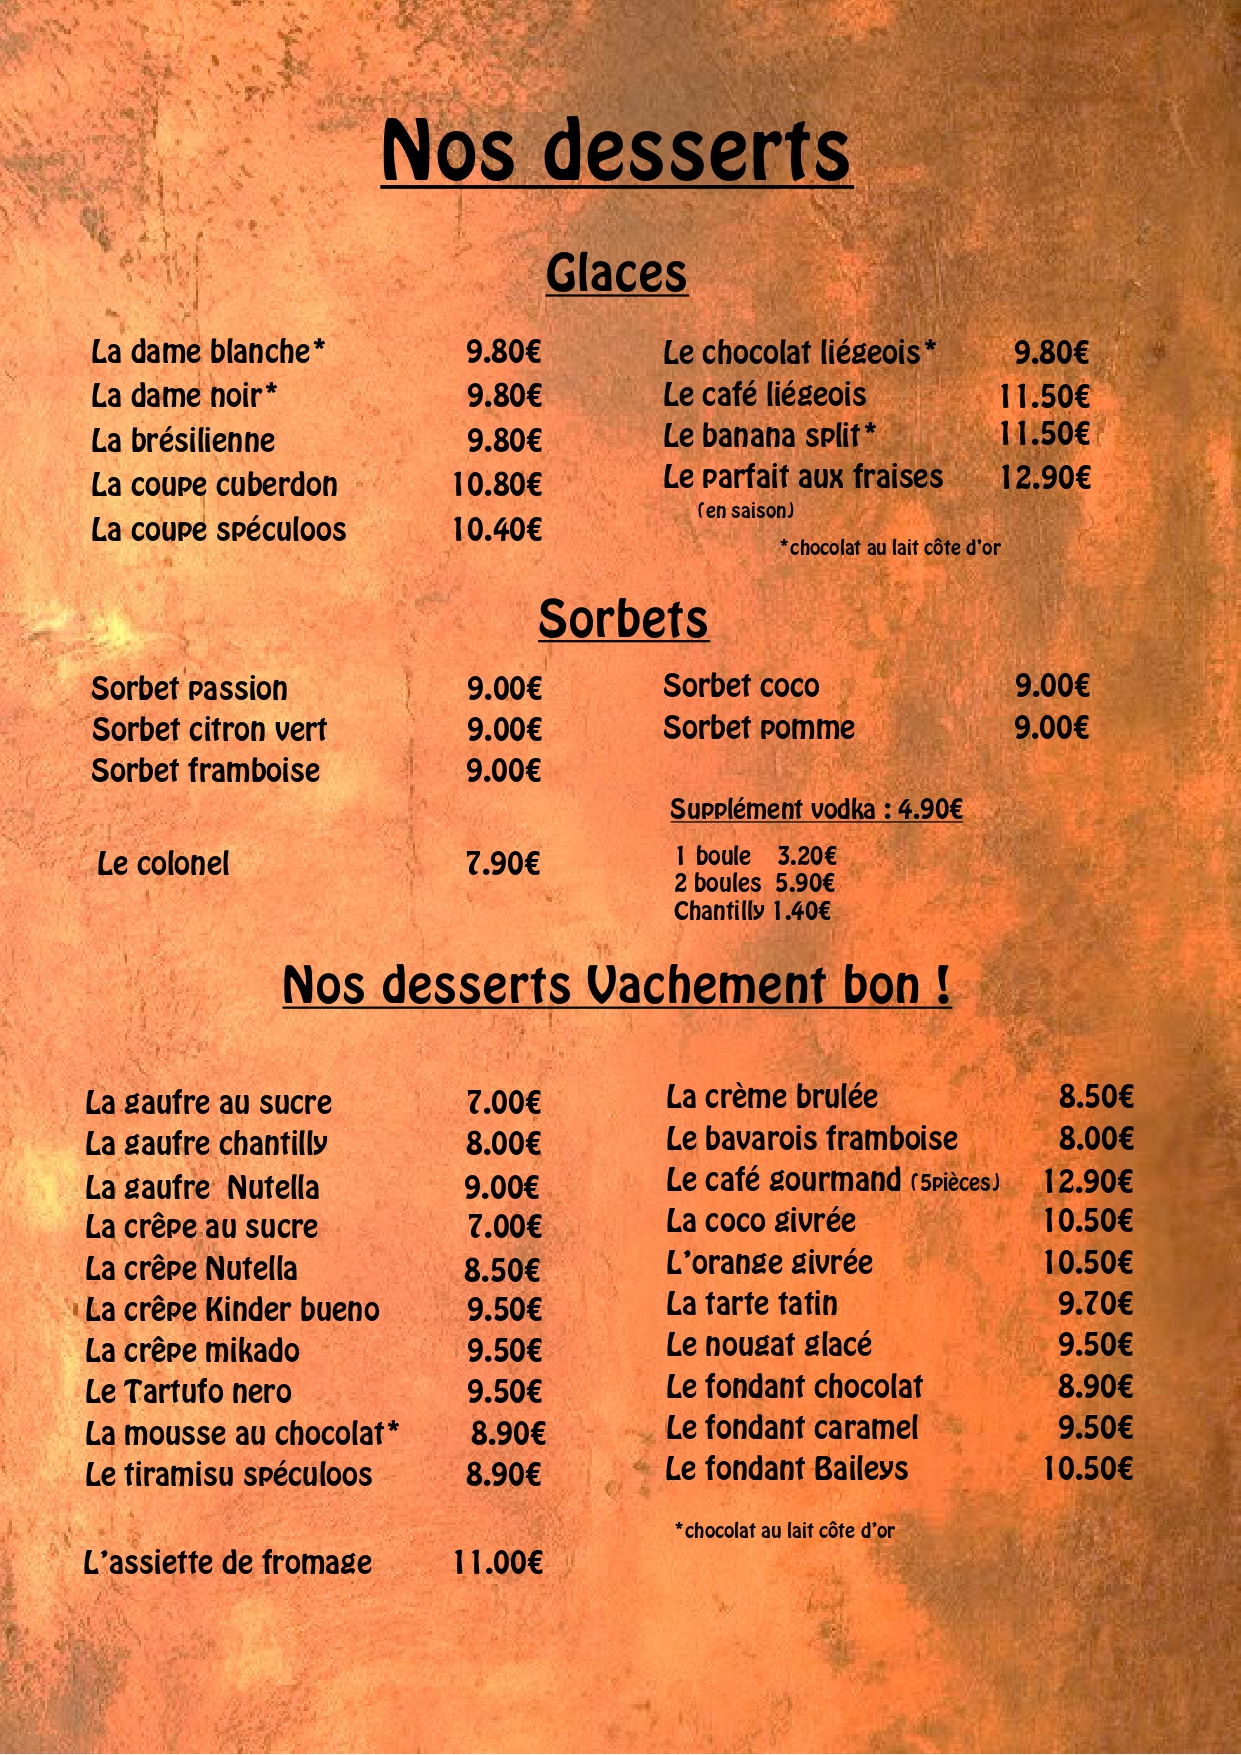 Nos desserts
Glaces
La dame blanche* 9.80€
La dame noir* 9.80€
La brésilienne 9.80€
La coupe cuberdon 10.80€
La coupe spéculoos 10.40€
Le chocolat liégeois* 9.80€
Le café liégeois 11.50€
Le banana split* 11.50€
Le parfait aux fraises 12.90€
(en saison)
*chocolat au lait côte d'or
Sorbets
Sorbet passion 9.00€
Sorbet citron vert 9.00€
Sorbet framboise 9.00€
Le colonel 7.90€
Sorbet coco 9.00€
Sorbet pomme 9.00€
Supplément vodka : 4.90€
1 boule 3.20€
2 boules 5.90€
Chantilly 1.40€
Nos desserts Vachement bon !
La gaufre au sucre 7.00€
La gaufre chantilly 8.00€
La gaufre Nutella 9.00€
La crêpe au sucre 7.00€
La crêpe Nutella 8.50€
La crêpe Kinder bueno 9.50€
La crêpe mikado 9.50€
Le Tartufo nero 9.50€
La mousse au chocolat* 8.90€
Le tiramisu spéculoos 8.90€
L'assiette de fromage 11.00€
La crème brulée 8.50€
Le bavarois framboise 8.00€
Le café gourmand (5pièces) 12.90€
La coco givrée 10.50€
L'orange givrée 10.50€
La tarte tatin 9.70€
Le nougat glacé 9.50€
Le fondant chocolat 8.90€
Le fondant caramel 9.50€
Le fondant Baileys 10.50€
*chocolat au lait côte d'or